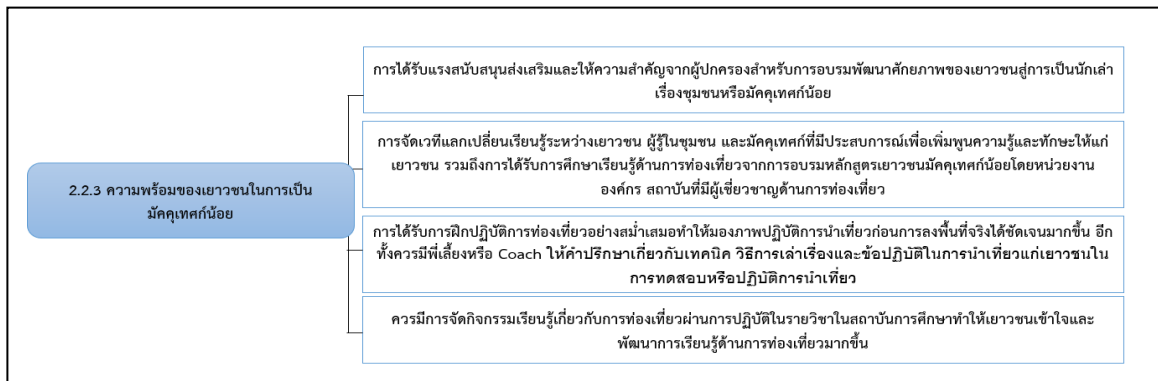 การได้รับแรงสนับสนุนส่งเสริมและให้ความสำคัญจากผู้ปกครองสำหรับการอบรมพัฒนาศักยภาพของเยาวชนสู่การเป็นนักเล่า
เรื่องชุมชนหรือมัคคุเทศก์น้อย
การจัดเวทีแลกเปลี่ยนเรียนรู้ระหว่างเยาวชน ผู้รู้ในชุมชน และมัคคุเทศก์ที่มีประสบการณ์เพื่อเพิ่มพูนความรู้และทักษะให้แก่
เยาวชน รวมถึงการได้รับการศึกษาเรียนรู้ด้านการท่องเที่ยวจากการอบรมหลักสูตรเยาวชนมัคคุเทศก์น้อยโดยหน่วยงาน
องค์กร สถาบันที่มีผู้เชี่ยวชาญด้านการท่องเที่ยว
2.2.3 ความพร้อมของเยาวชนในการเป็น
มัคคุเทศก์น้อย
การได้รับการฝึกปฏิบัติการท่องเที่ยวอย่างสม่ำเสมอทำให้มองภาพปฏิบัติการนำเที่ยวก่อนการลงพื้นที่จริงได้ชัดเจนมากขึ้น อีก
ทั้งควรมีพี่เลี้ยงหรือ Coach ให้คำปรึกษาเกี่ยวกับเทคนิค วิธีการเล่าเรื่องและข้อปฏิบัติในการนำเที่ยวแก่เยาวชนใน
การทดสอบหรือปฏิบัติการนำเที่ยว
ควรมีการจัดกิจกรรมเรียนรู้เกี่ยวกับการท่องเที่ยวผ่านการปฏิบัติในรายวิชาในสถาบันการศึกษาทำให้เยาวชนเข้าใจและ
พัฒนาการเรียนรู้ด้านการท่องเที่ยวมากขึ้น